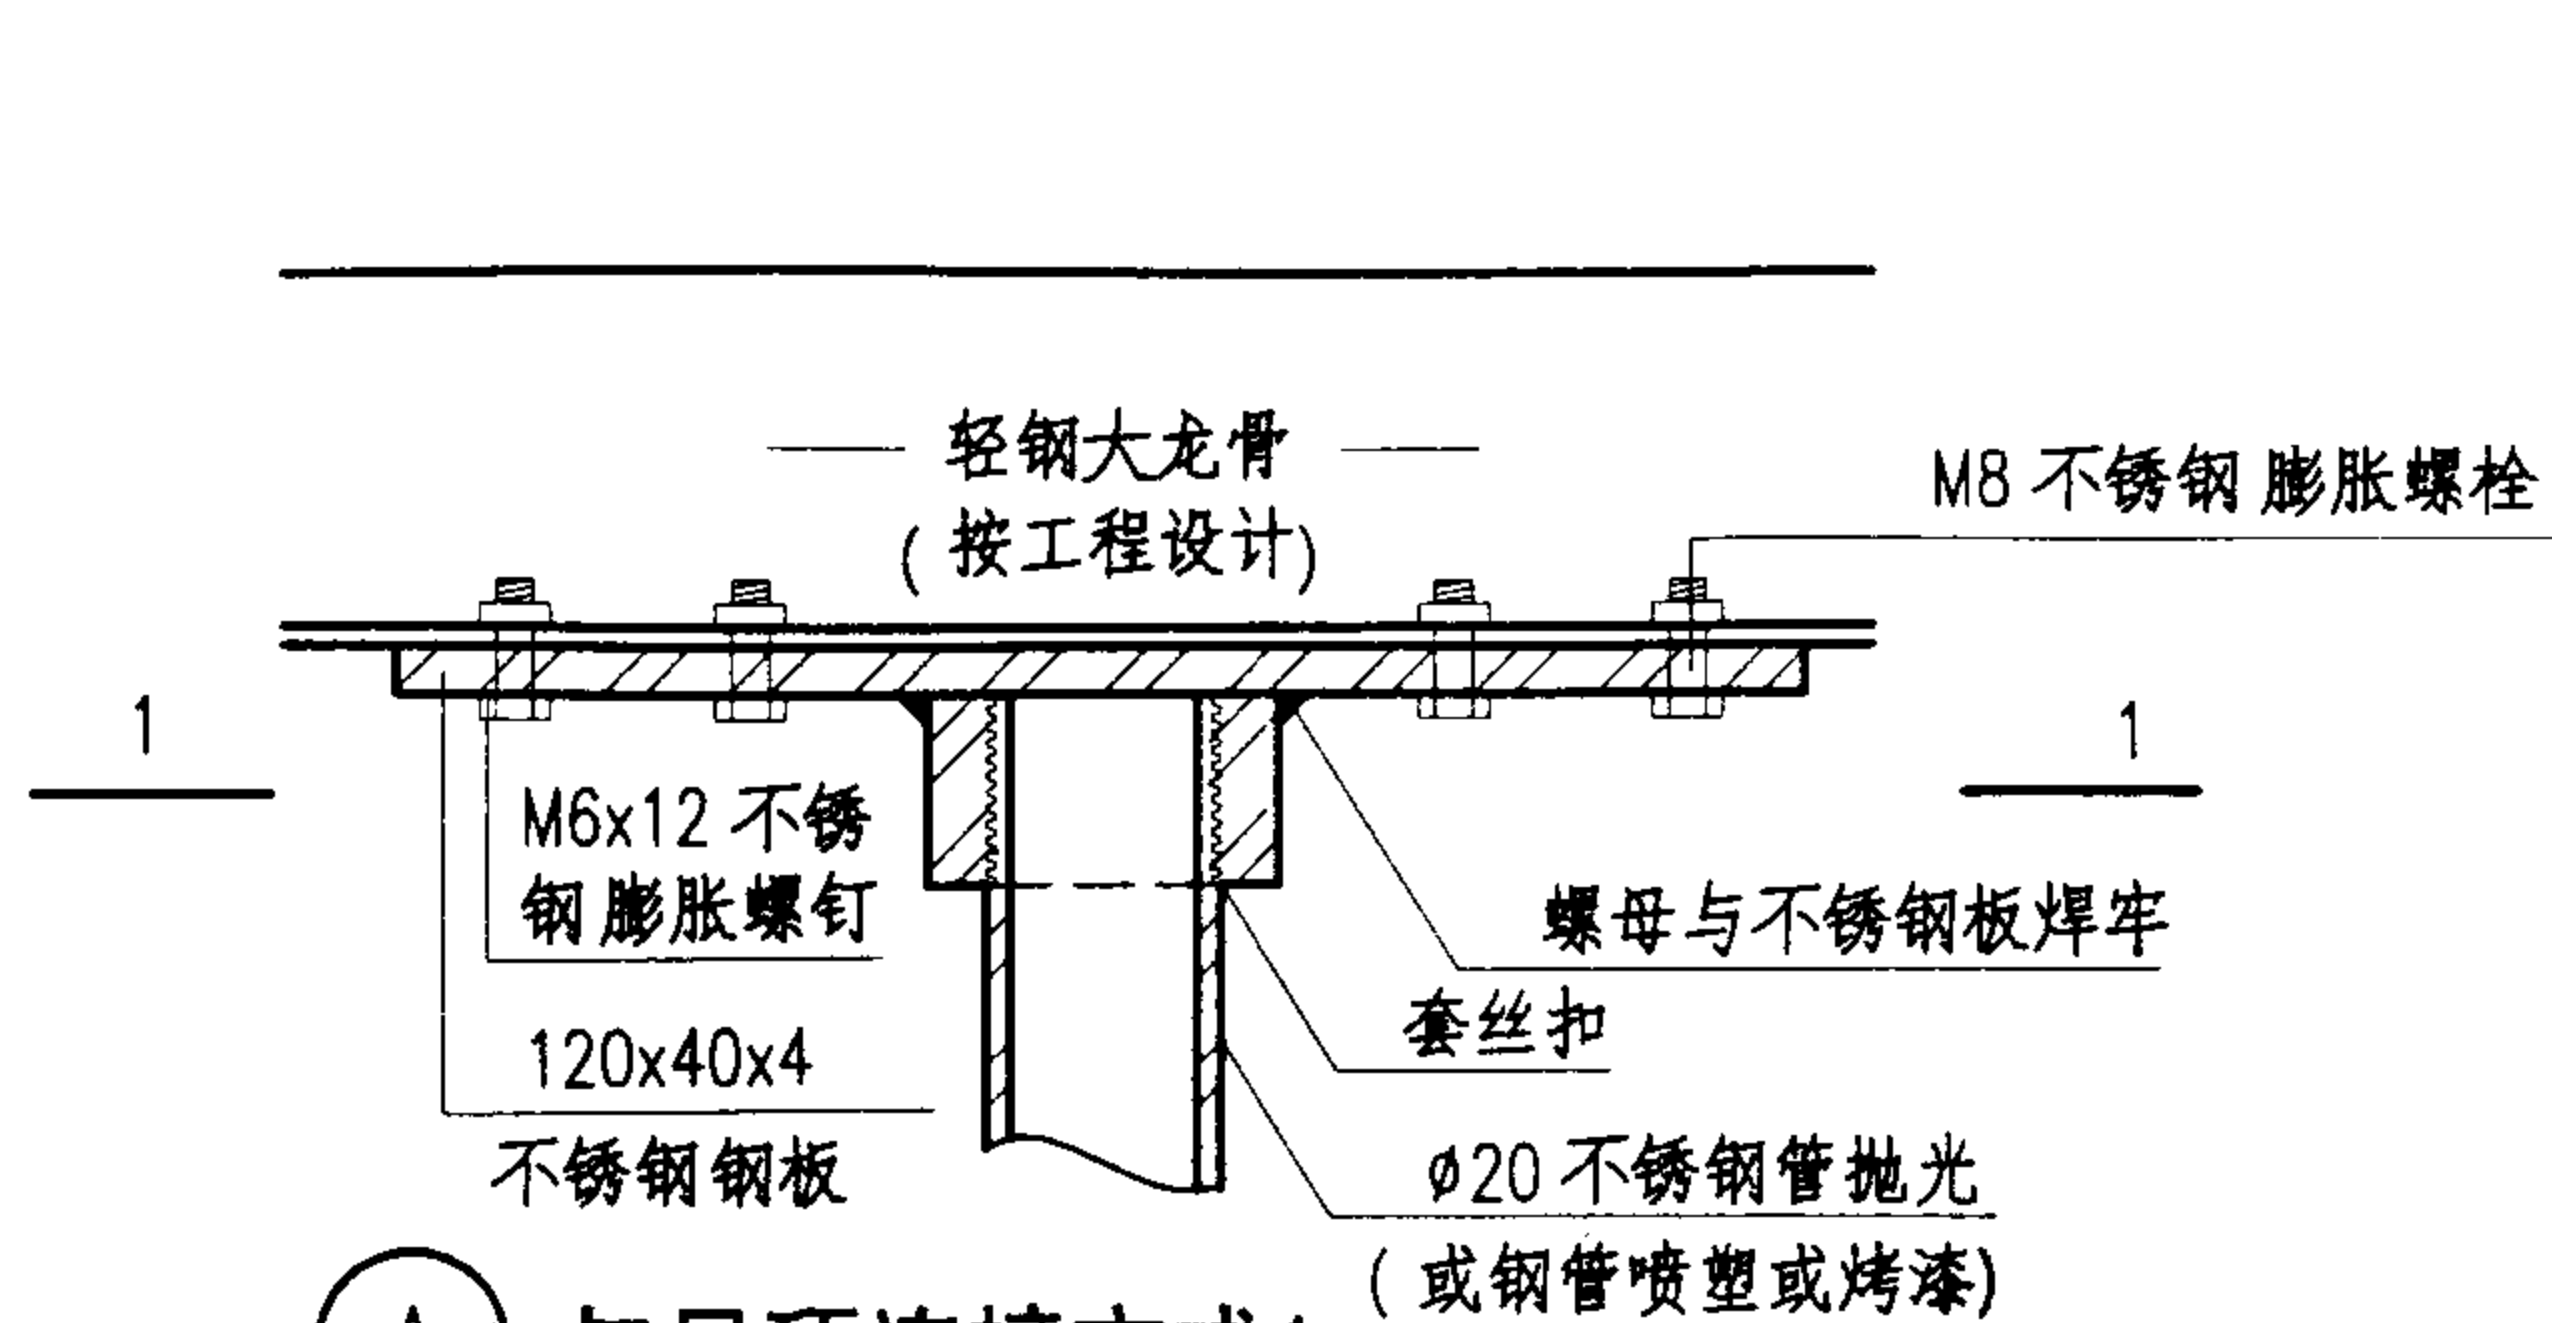 轻钢大龙骨
(按工程设计)
M8 不锈钢膨胀螺栓
1
1
M6x12 不锈
钢膨胀螺钉
螺母与不锈钢板焊牢
套丝扣
120x40x4
不锈钢钢板
ø20 不锈钢管抛光
(或钢管喷塑或烤漆)